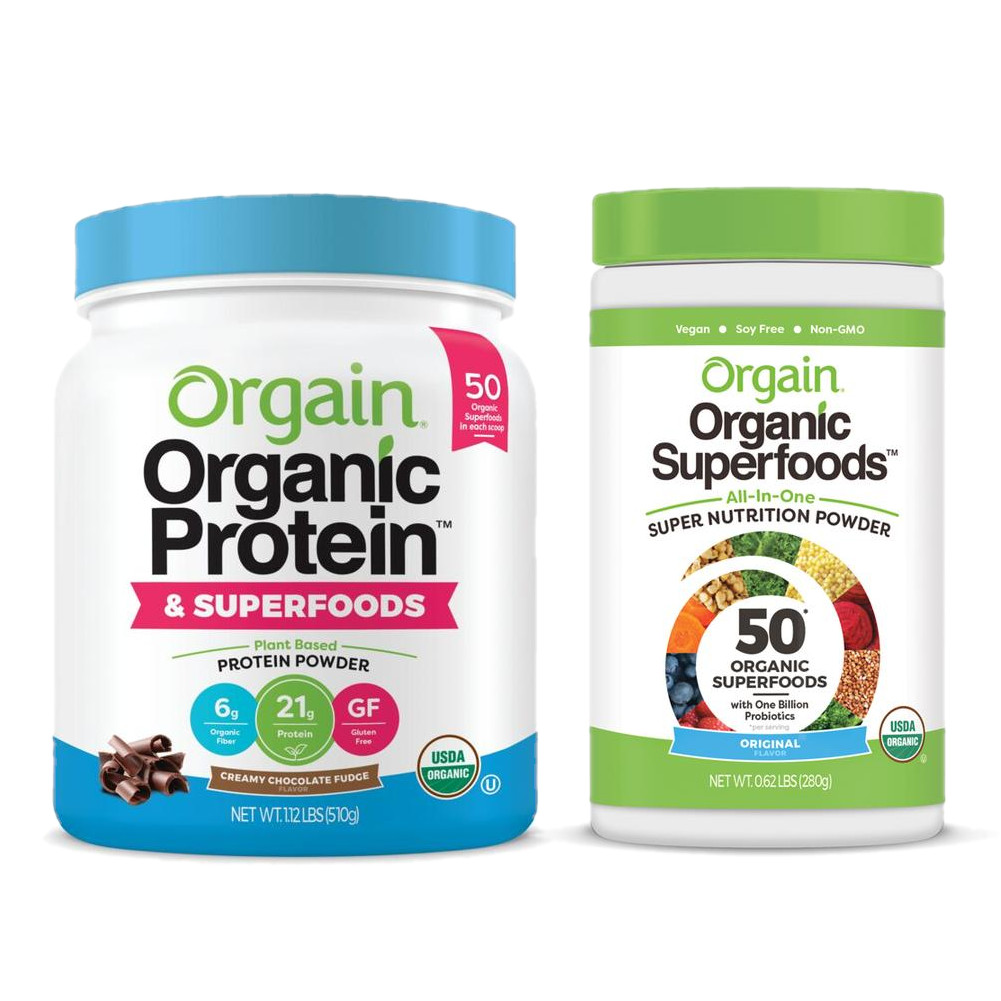 Orgain®
Organic
Protein™
& SUPERFOODS
Plant Based
PROTEIN POWDER
50
Organic
Superfoods
in each scoop
6g
Organic
Fiber
21g
Protein
GF
Gluten
Free
CREAMY CHOCOLATE FUDGE
FLAVOR
USDA
ORGANIC
U
NET WT. 1.12 LBS (510g)
Vegan • Soy Free • Non-GMO
Orgain®
Organic
Superfoods™
All-In-One
SUPER NUTRITION POWDER
50*
ORGANIC
SUPERFOODS
with One Billion
Probiotics
*per serving
ORIGINAL
FLAVOR
USDA
ORGANIC
NET WT. 0.62 LBS (280g)